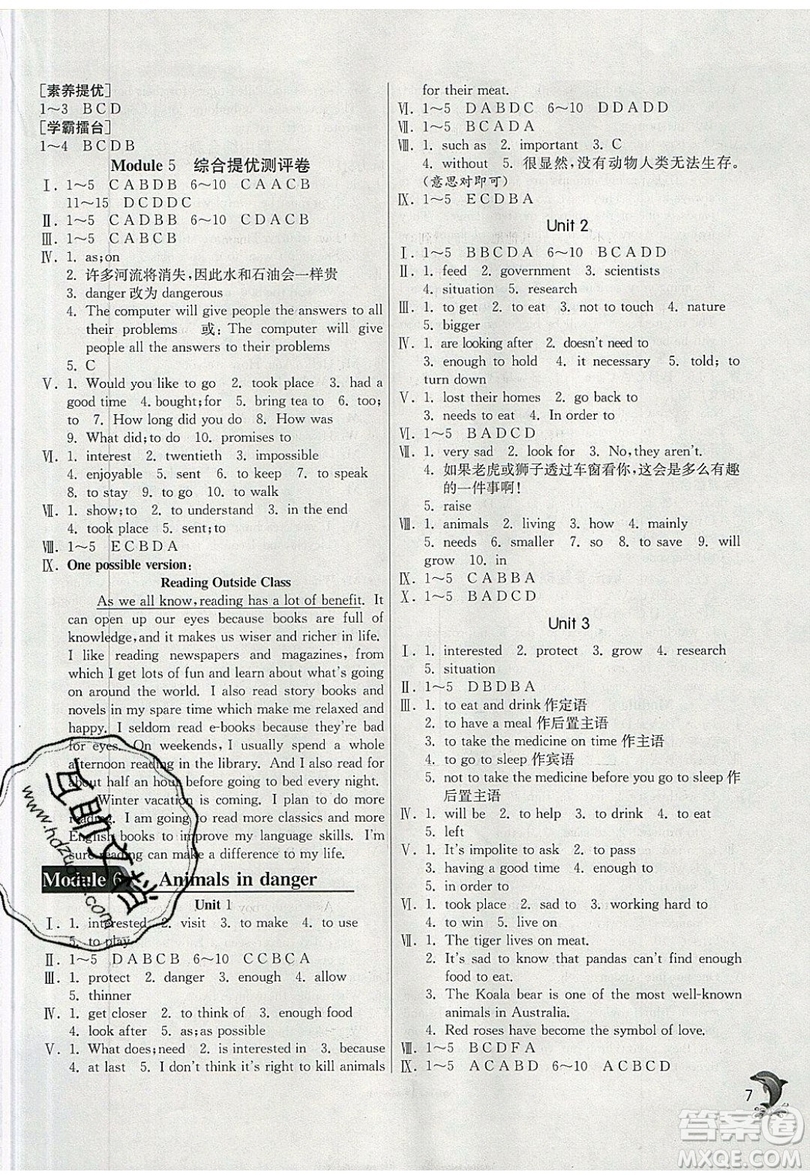 [素养提优]
1～3 B C D
[学霸擂台]
1～4 B C D B
Module 5 综合提优测评卷
Ⅰ. 1～5 C A B D B 6～10 C A A C B
11～15 D C D D C
Ⅱ. 1～5 C A D B B 6～10 C D A C B
Ⅲ. 1～5 C A B C B
Ⅳ. 1. as;on
2. 许多河流将消失,因此水和石油会一样贵
3. danger 改为 dangerous
4. The computer will give people the answers to all
their problems 或: The computer will give
people all the answers to their problems
5. C
Ⅴ. 1. Would you like to go 2. took place 3. had a
good time 4. bought;for 5. bring tea to 6. too;
to 7. How long did you do 8. Nothing was
9. What did;to do 10. promises to
Ⅵ. 1. interest 2. twentieth 3. impossible
4. enjoyable 5. sent 6. to keep 7. to speak
8. to stay 9. to go 10. to walk
Ⅶ. 1. show;to 2. to understand 3. in the end
4. took place 5. sent;to
Ⅷ. 1～5 E C B D A
Ⅸ. One possible version:
Reading Outside Class
As we all know,reading has a lot of benefit. It
can open up our eyes because books are full of
knowledge,and it makes us wiser and richer in life.
I like reading newspapers and magazines, from
which I get lots of fun and learn about what's going on
around the world. I also read story books and
novels in my spare time which makes me relaxed and
happy. I seldom read e-books because they're bad
for eyes. On weekends, I usually spend a whole
afternoon reading in the library. And I also read for
about half an hour before going to bed every night.
Winter vacation is coming. I plan to do more
reading. I am going to read more classics and more
English books to improve my language skills. I'm
sure reading can make a difference to my life.
Module 6 Animals in danger
Unit 1
Ⅰ. 1. interested 2. visit 3. to make 4. to use
5. to play
Ⅱ. 1～5 D A B C B 6～10 C C B C A
Ⅲ. 1. protect 2. danger 3. enough 4. allow
5. thinner
Ⅳ. 1. get closer 2. to think of 3. enough food
4. look after 5. as;as possible
Ⅴ. 1. What does;need 2. interested in 3. because
4. at last 5. I don't think it's right to kill animals
for their meat.
Ⅵ. 1～5 D A B D C 6～10 D D A D D
Ⅶ. 1～5 B C A D A
Ⅷ. 1. such as 2. important 3. C
4. without 5. 很显然,没有动物人类无法生存。
(意思对即可)
Ⅸ. 1～5 E C D B A
Unit 2
Ⅰ. 1～5 B B C D A 6～10 B C A D D
Ⅱ. 1. feed 2. government 3. scientists
4. situation 5. research
Ⅲ. 1. to get 2. to eat 3. not to touch 4. nature
5. bigger
Ⅳ. 1. are looking after 2. doesn't need to
3. enough to hold 4. it necessary 5. told; to
turn down
Ⅴ. 1. lost their homes 2. go back to
3. needs to eat 4. In order to
Ⅵ. 1～5 B A D C D
Ⅶ. 1. very sad 2. look for 3. No, they aren't.
4. 如果老虎或狮子透过车窗看你,这会是多么有趣
的一件事啊!
5. raise
Ⅷ. 1. animals 2. living 3. how 4. mainly
5. needs 6. smaller 7. so 8. to save 9. will
grow 10. in
Ⅸ. 1～5 C A B B A
Ⅹ. 1～5 B A D C A
Unit 3
Ⅰ. 1. interested 2. protect 3. grow 4. research
5. situation
Ⅱ. 1～5 D B D B A
Ⅲ. 1. to eat and drink 作定语
2. to have a meal 作后置主语
3. to take the medicine on time 作主语
4. to go to sleep 作宾语
5. not to take the medicine before you go to sleep 作
后置主语
Ⅳ. 1. will be 2. to help 3. to drink 4. to eat
5. left
Ⅴ. 1. It's impolite to ask 2. to think of
3. having a good time 4. enough to
Ⅵ. 1. took place 2. not to spend 3. in order
4. to win 5. live on
Ⅶ. 1. The tiger lives on meat.
2. It's sad to know that pandas can't find enough
food to eat.
3. The Koala bear is one of the most well-known
animals in Australia.
4. Red roses have become the symbol of love.
Ⅷ. 1～5 B C D F A
Ⅸ. 1～5 A C A B D 6～10 A C B C D
7
互助文摘
www.hdzuoye.com
答案卷
MXQE.COM